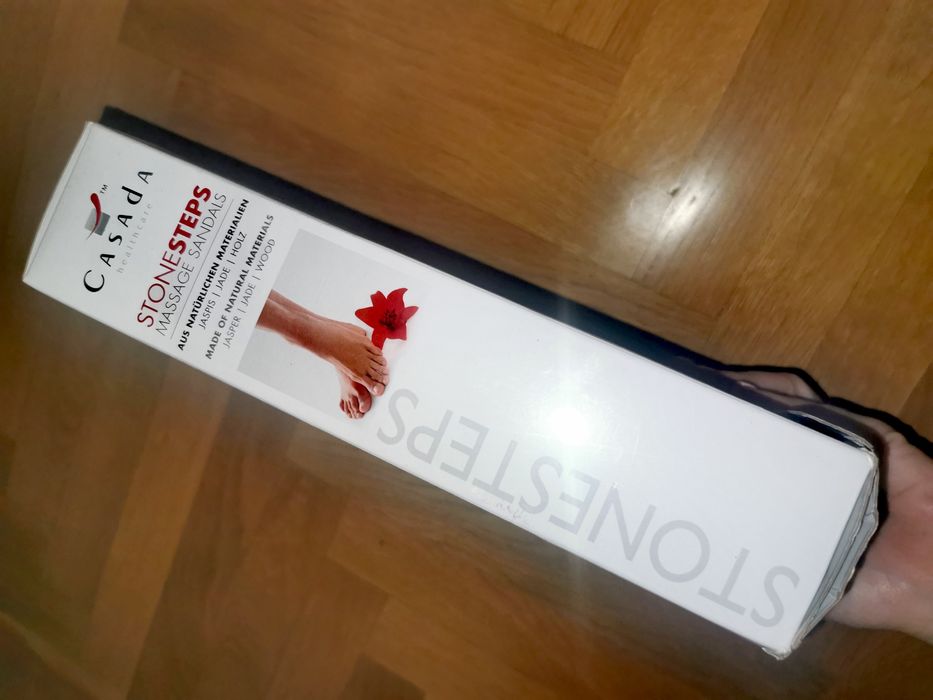 CASAdA
TM
healthcare
STONESTEPS
MASSAGE SANDALS
AUS NATÜRLICHEN MATERIALIEN
JASPIS | JADE | HOLZ
MADE OF NATURAL MATERIALS
JASPER | JADE | WOOD
STONESTEPS